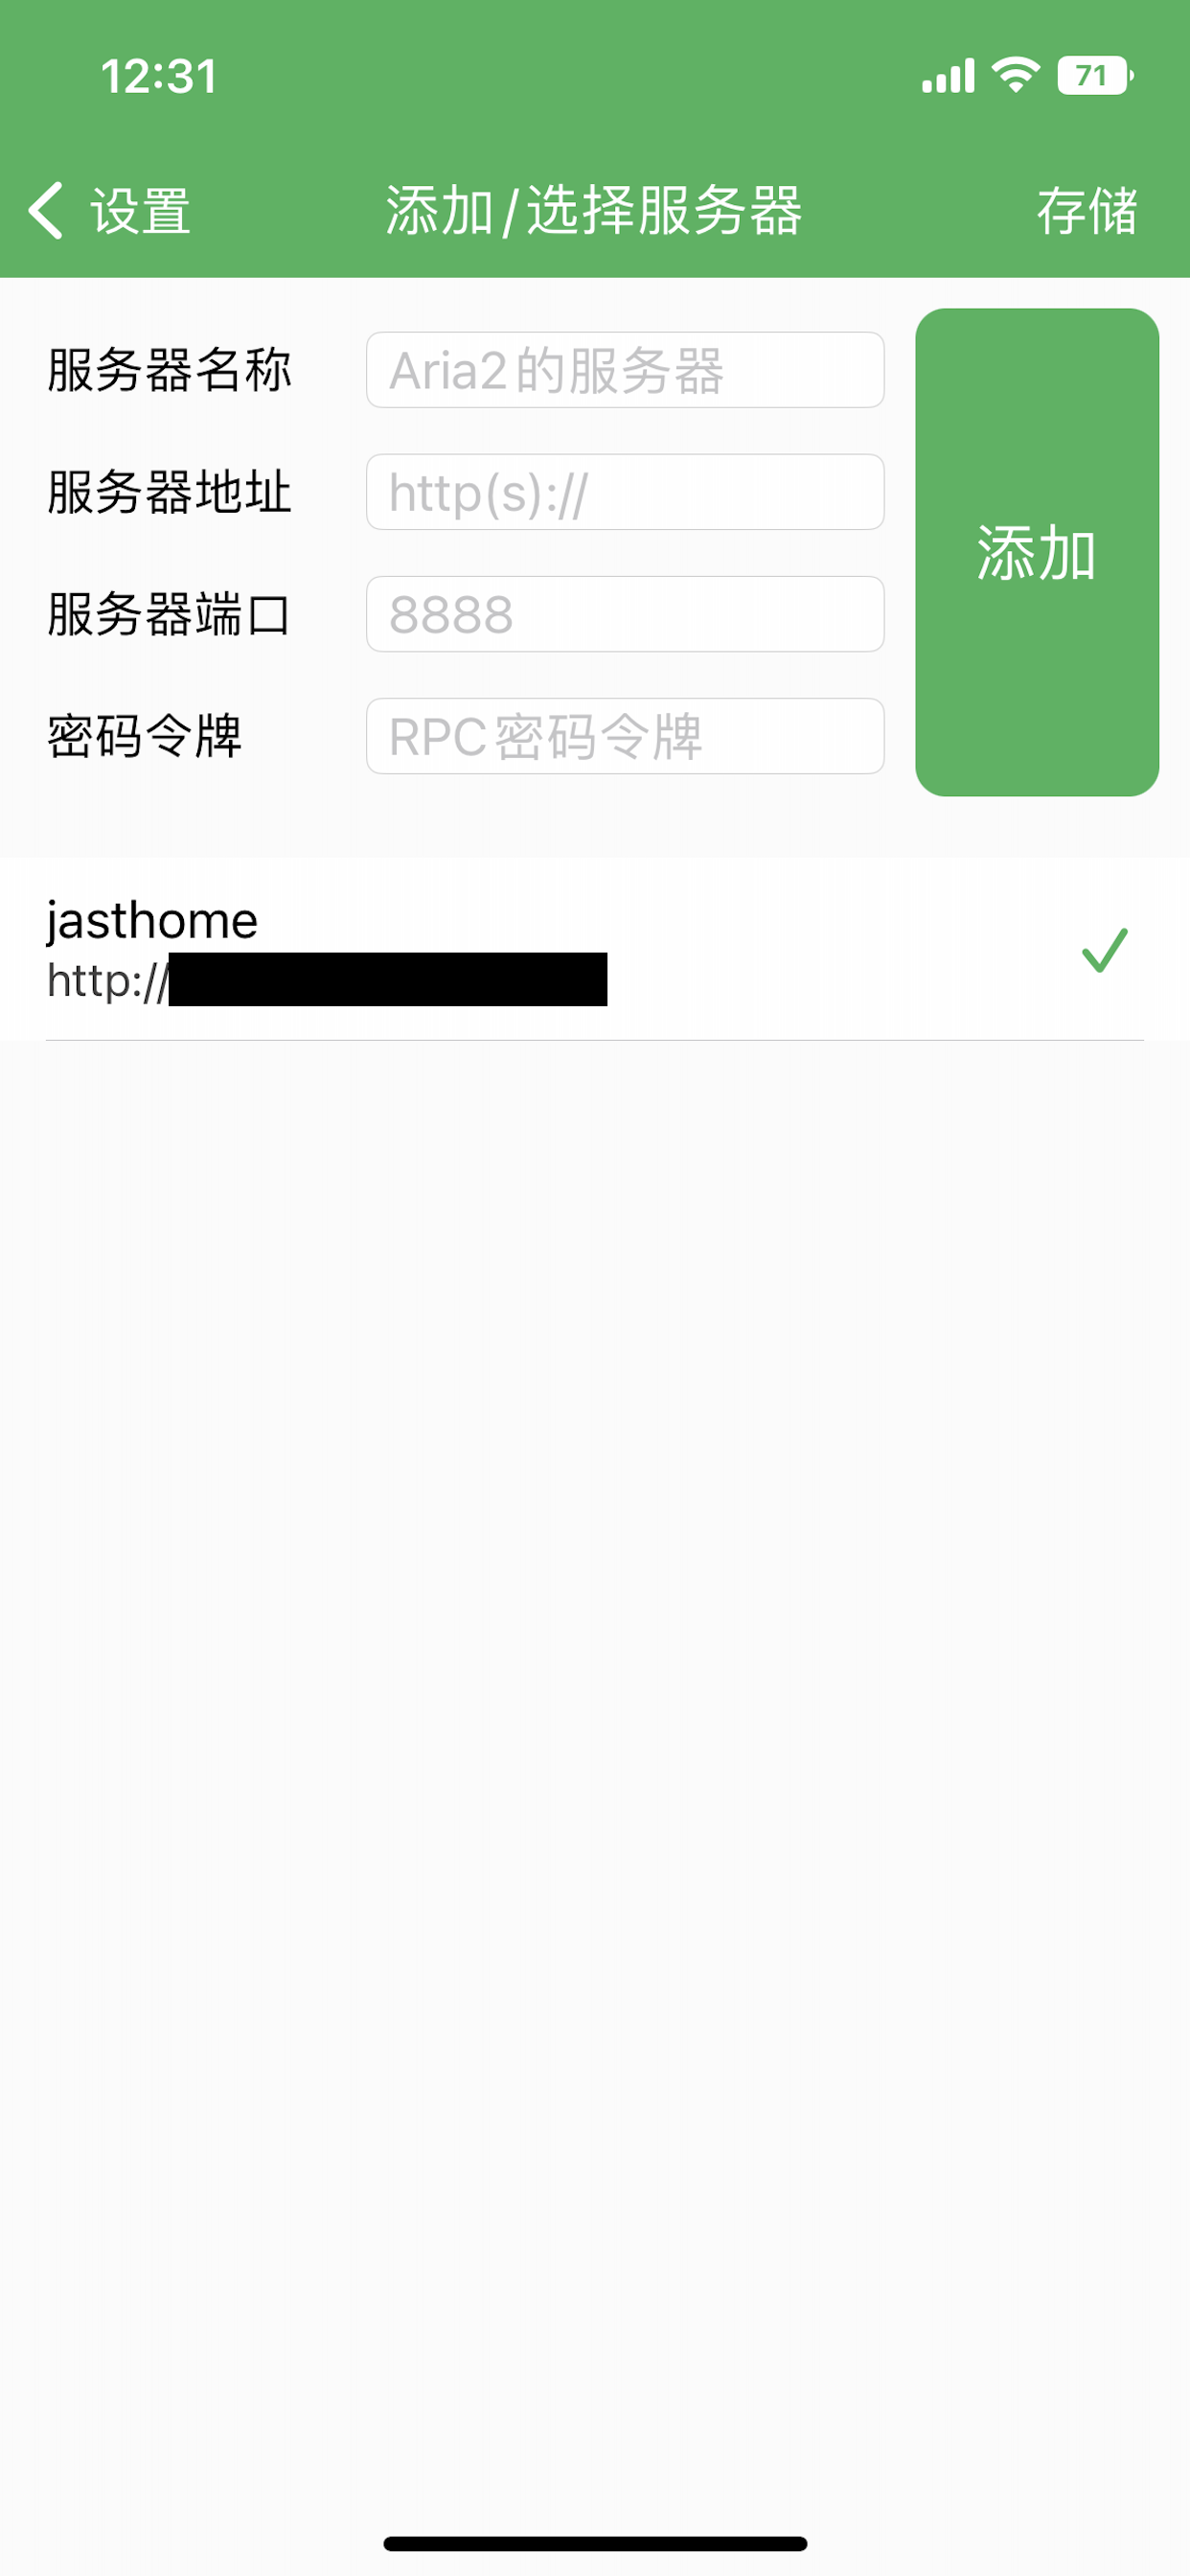 12:31
71
设置
添加/选择服务器
存储
服务器名称
Aria2的服务器
服务器地址
http(s)://
服务器端口
8888
密码令牌
RPC密码令牌
添加
jasthome
http://